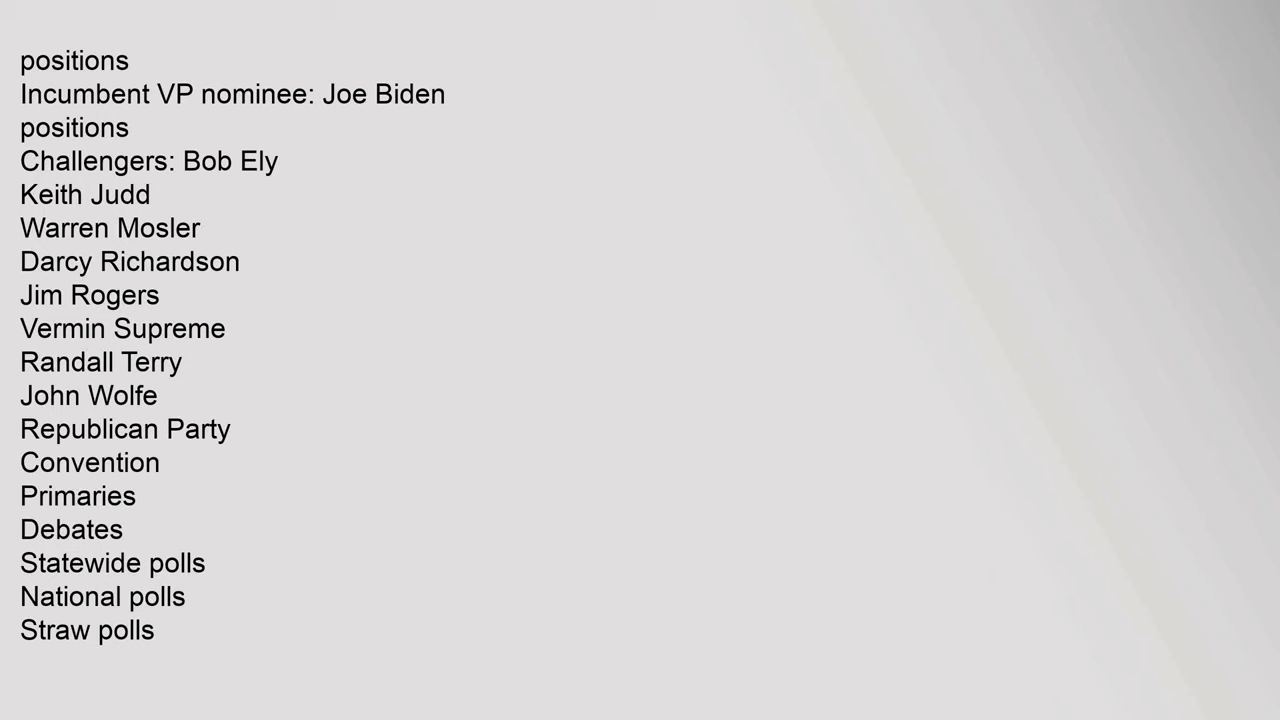 positions
Incumbent VP nominee: Joe Biden
positions
Challengers: Bob Ely
Keith Judd
Warren Mosler
Darcy Richardson
Jim Rogers
Vermin Supreme
Randall Terry
John Wolfe
Republican Party
Convention
Primaries
Debates
Statewide polls
National polls
Straw polls